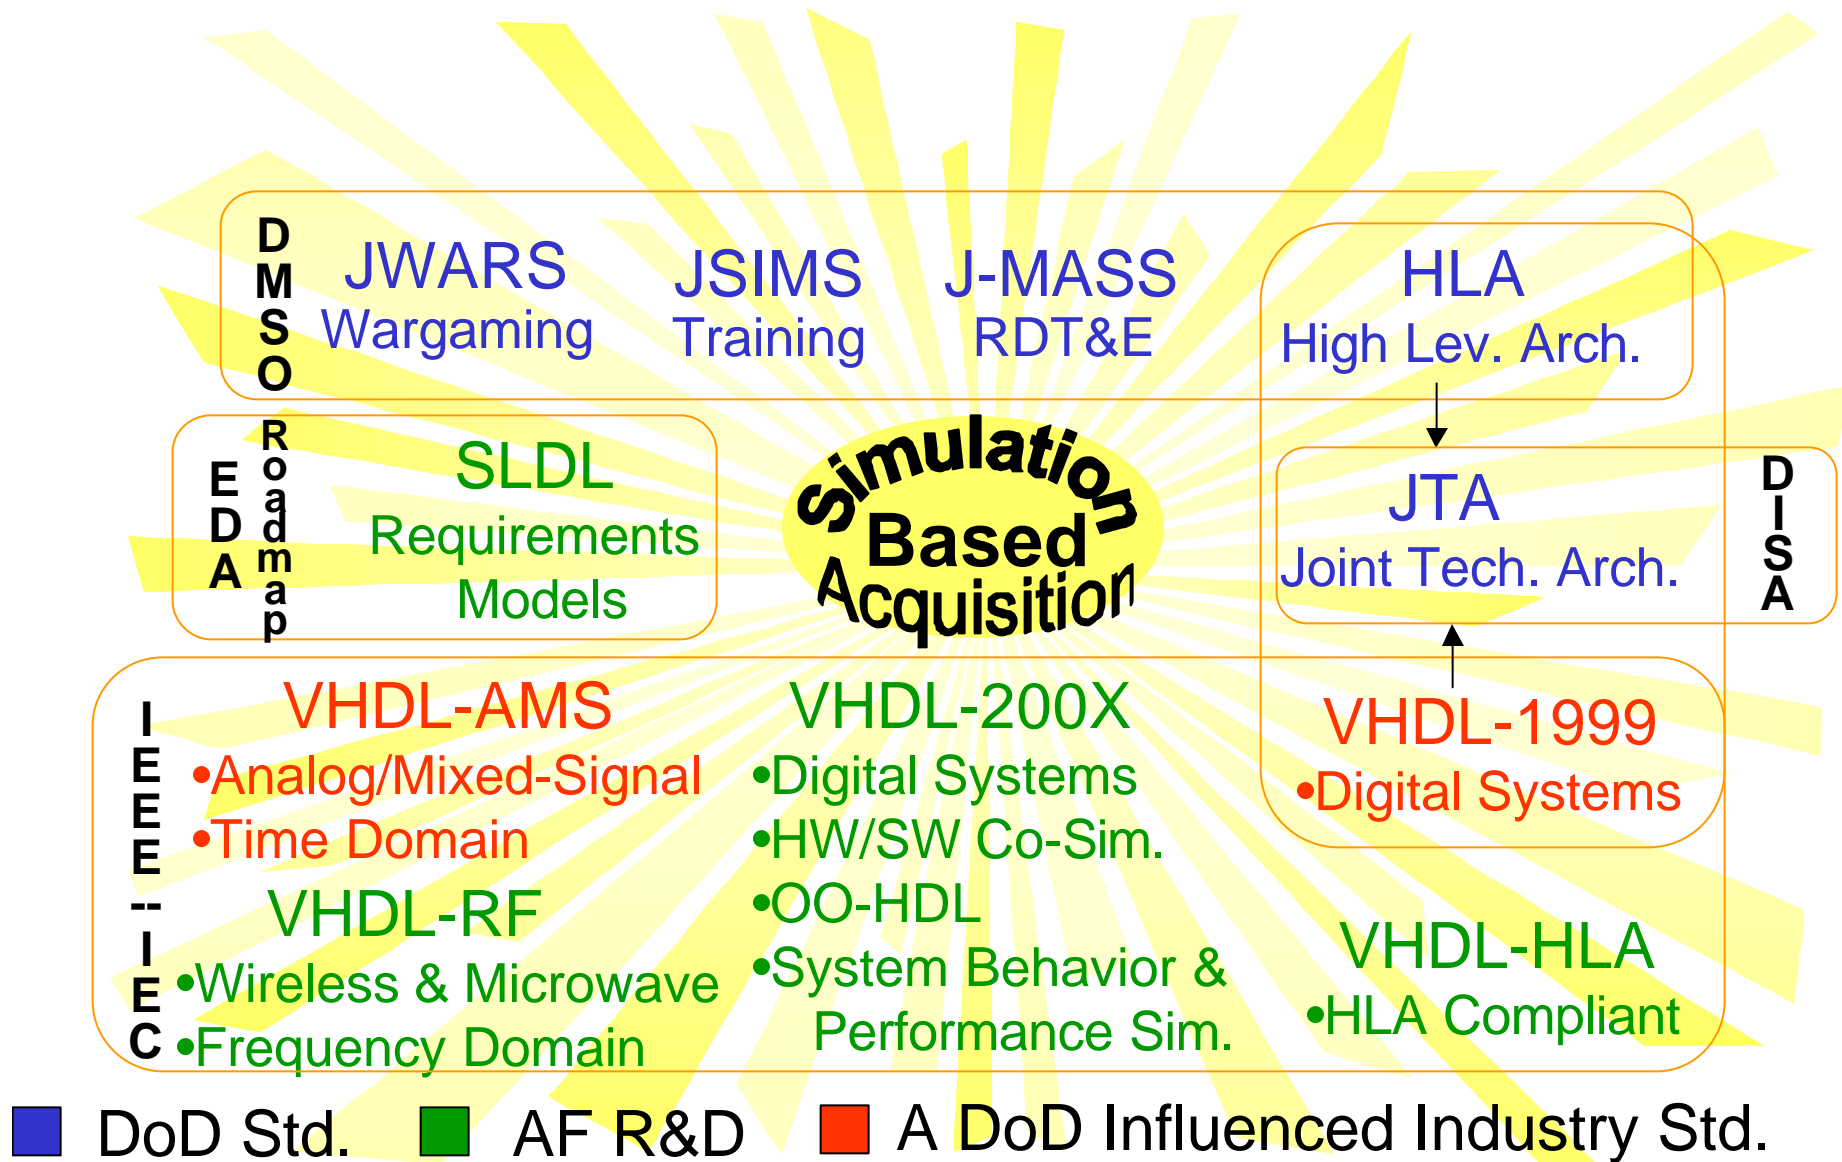 DMSO
JWARS
Wargaming
JSIMS
Training
J-MASS
RDT&E
HLA
High Lev. Arch.
EDA
Roadmap
SLDL
Requirements
Models
Simulation
Based
Acquisition
JTA
Joint Tech. Arch.
DISA
IEEE--IEC
VHDL-AMS
•Analog/Mixed-Signal
•Time Domain
VHDL-RF
•Wireless & Microwave
•Frequency Domain
VHDL-200X
•Digital Systems
•HW/SW Co-Sim.
•OO-HDL
•System Behavior &
Performance Sim.
VHDL-1999
•Digital Systems
VHDL-HLA
•HLA Compliant
DoD Std.
AF R&D
A DoD Influenced Industry Std.